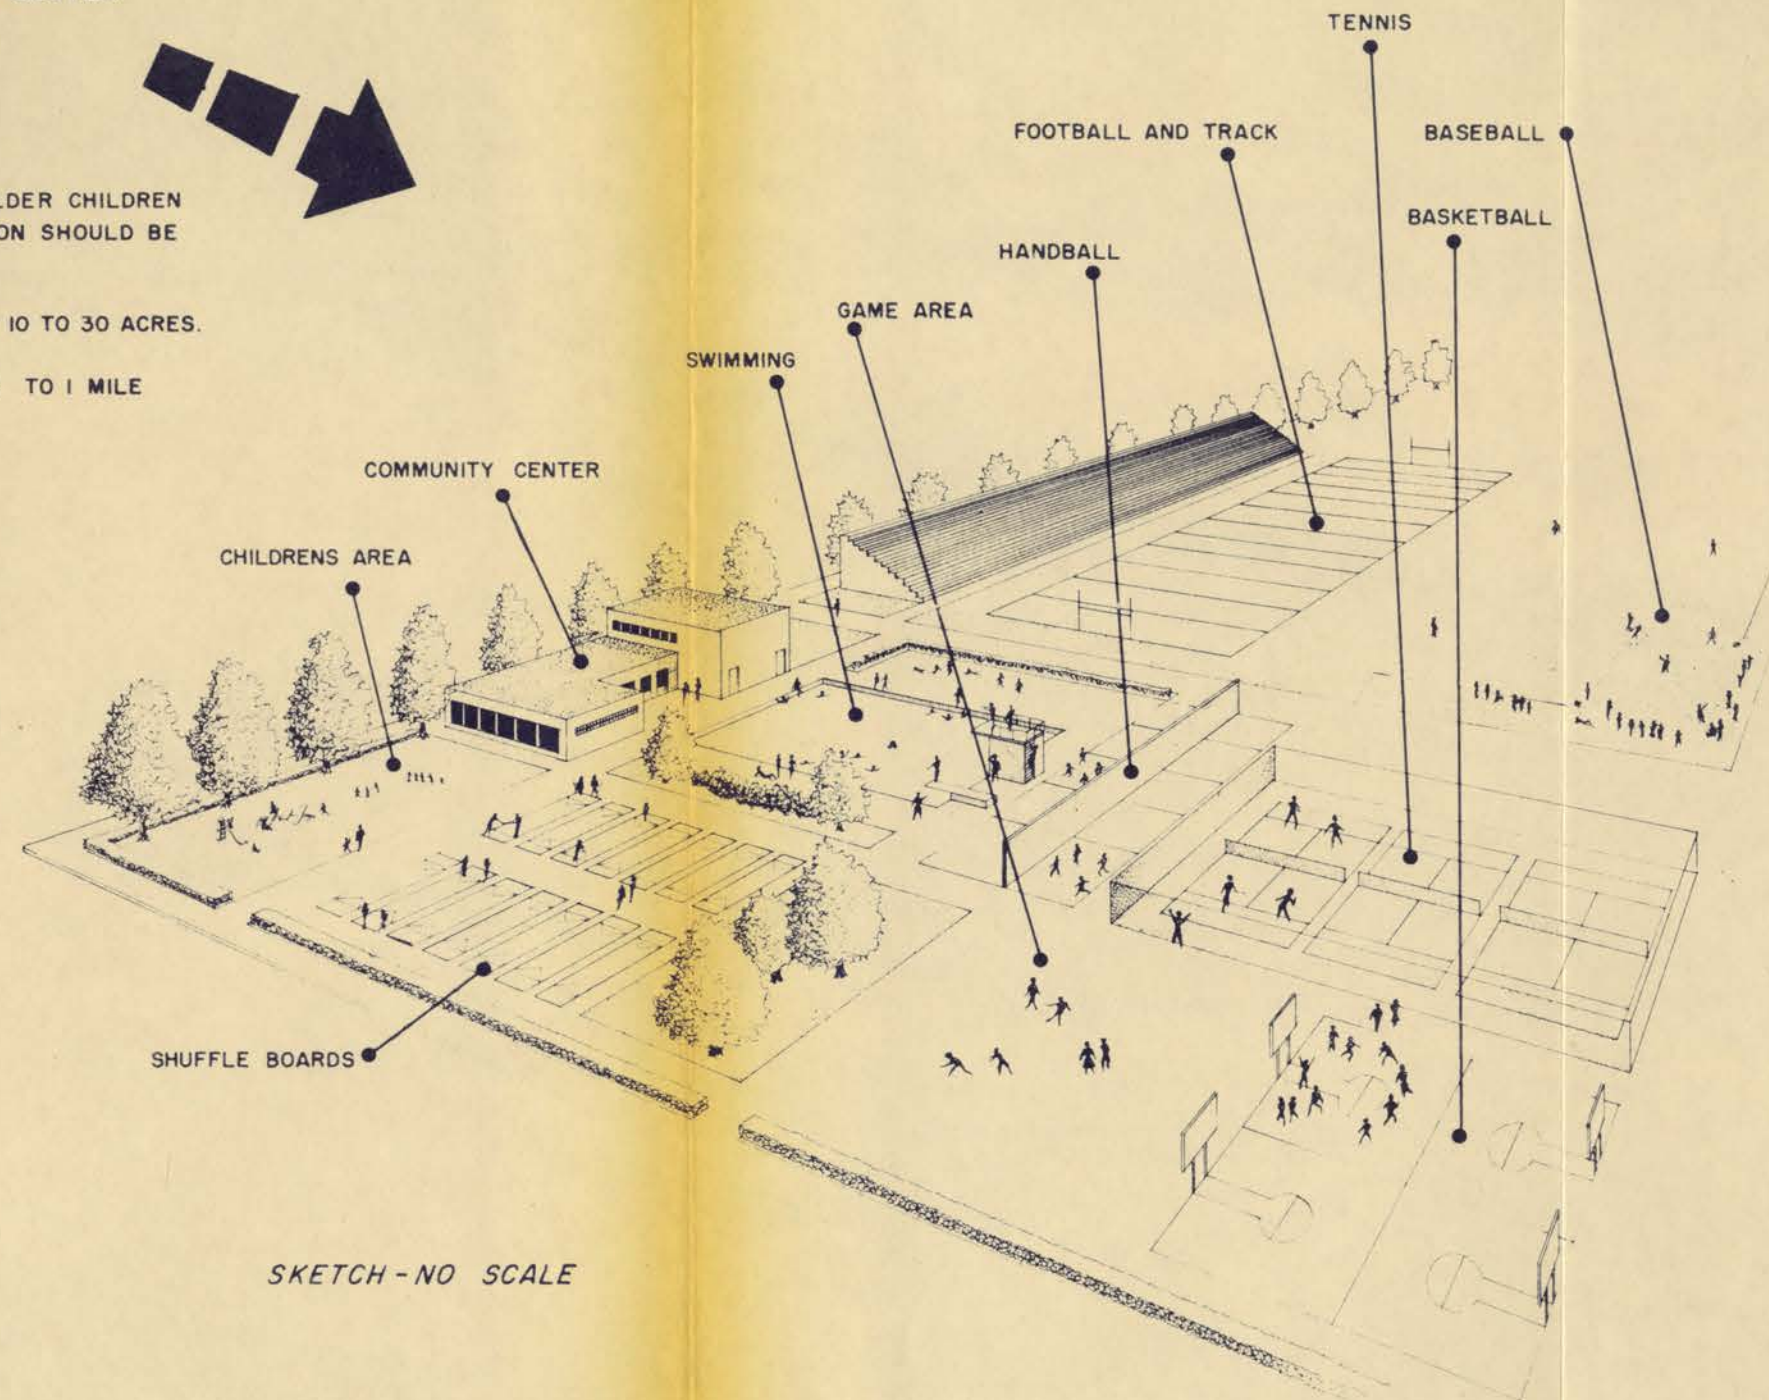 TENNIS
FOOTBALL AND TRACK
BASEBALL
LDER CHILDREN
ON SHOULD BE
BASKETBALL
HANDBALL
GAME AREA
10 TO 30 ACRES.
SWIMMING
TO 1 MILE
COMMUNITY CENTER
CHILDRENS AREA
SHUFFLE BOARDS
SKETCH - NO SCALE